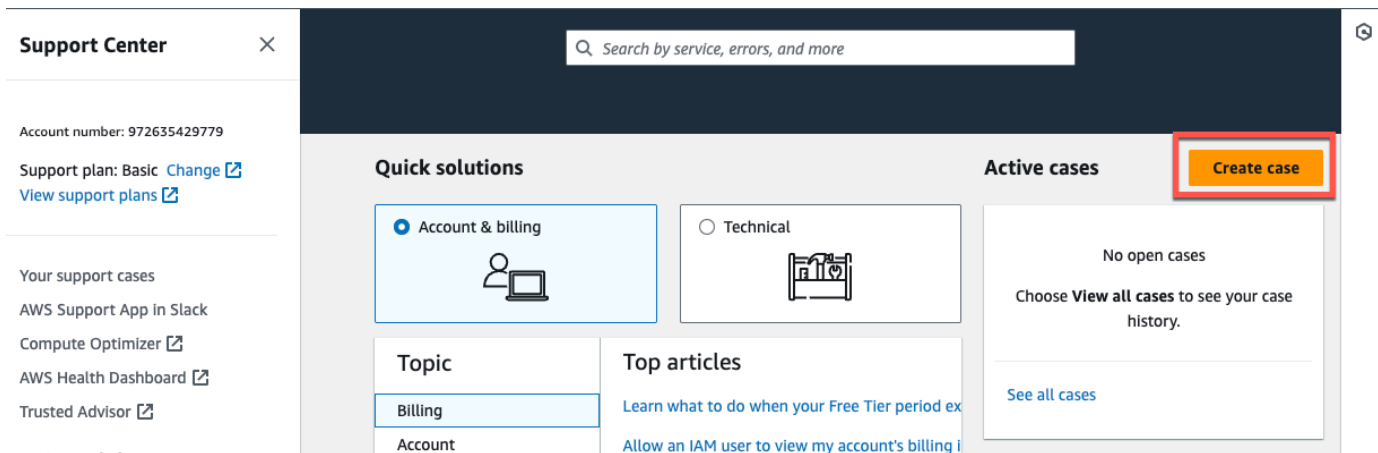 Support Center
Search by service, errors, and more
Account number: 972635429779
Support plan: Basic Change
View support plans
Your support cases
AWS Support App in Slack
Compute Optimizer
AWS Health Dashboard
Trusted Advisor
Quick solutions
Account & billing
Technical
Topic
Billing
Account
Top articles
Learn what to do when your Free Tier period ex
Allow an IAM user to view my account's billing i
Active cases
Create case
No open cases
Choose View all cases to see your case
history.
See all cases